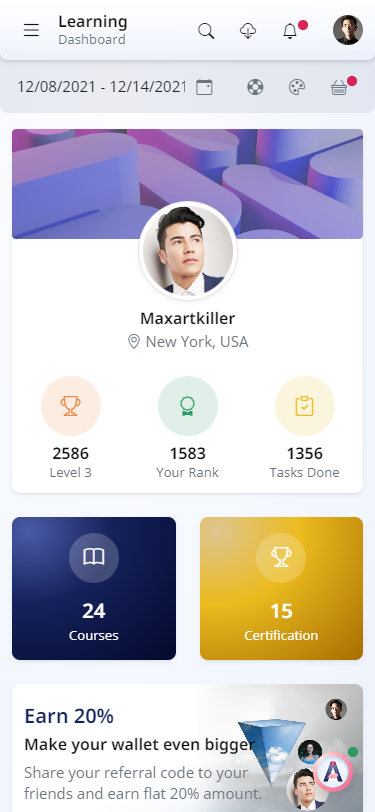 Learning
Dashboard
12/08/2021 - 12/14/2021
Maxartkiller
New York, USA
2586
Level 3
1583
Your Rank
1356
Tasks Done
24
Courses
15
Certification
Earn 20%
Make your wallet even bigger
Share your referral code to your
friends and earn flat 20% amount.